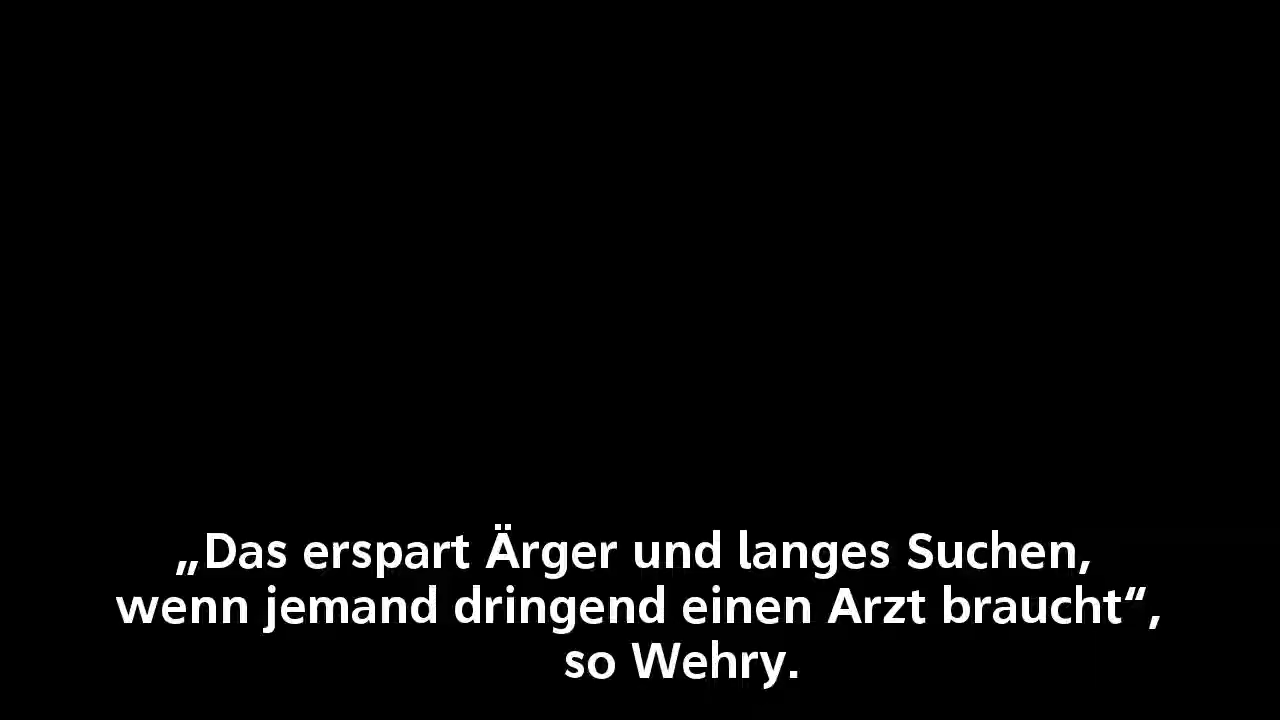 „Das erspart Ärger und langes Suchen,
wenn jemand dringend einen Arzt braucht“,
so Wehry.